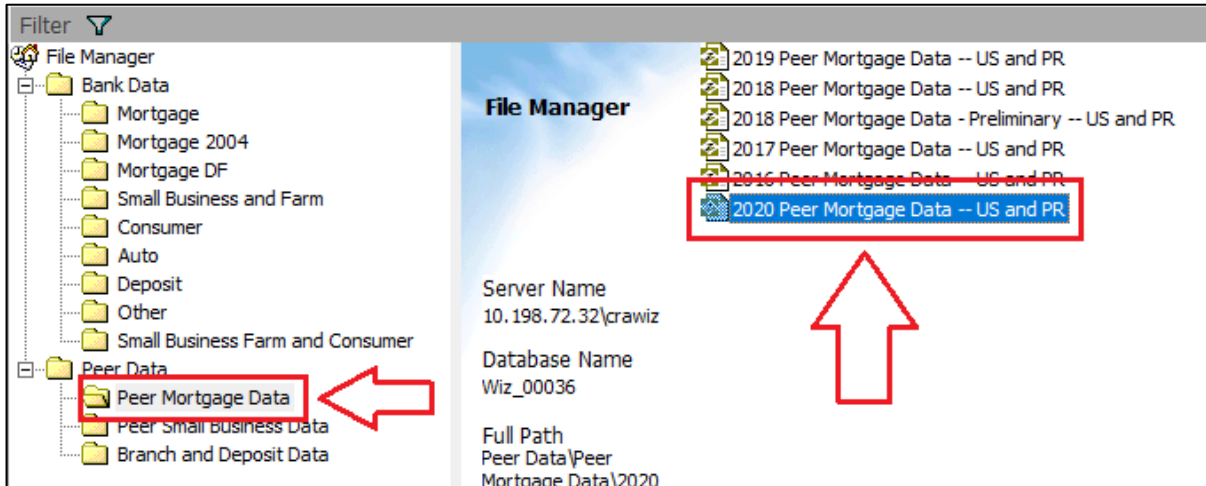 Filter
File Manager
Bank Data
Mortgage
Mortgage 2004
Mortgage DF
Small Business and Farm
Consumer
Auto
Deposit
Other
Small Business Farm and Consumer
Peer Data
Peer Mortgage Data
Peer Small Business Data
Branch and Deposit Data
File Manager
Server Name
10.198.72.32\crawiz
Database Name
Wiz_00036
Full Path
Peer Data\Peer
Mortgage Data\2020
2019 Peer Mortgage Data -- US and PR
2018 Peer Mortgage Data -- US and PR
2018 Peer Mortgage Data - Preliminary -- US and PR
2017 Peer Mortgage Data -- US and PR
2016 Peer Mortgage Data -- US and PR
2020 Peer Mortgage Data -- US and PR